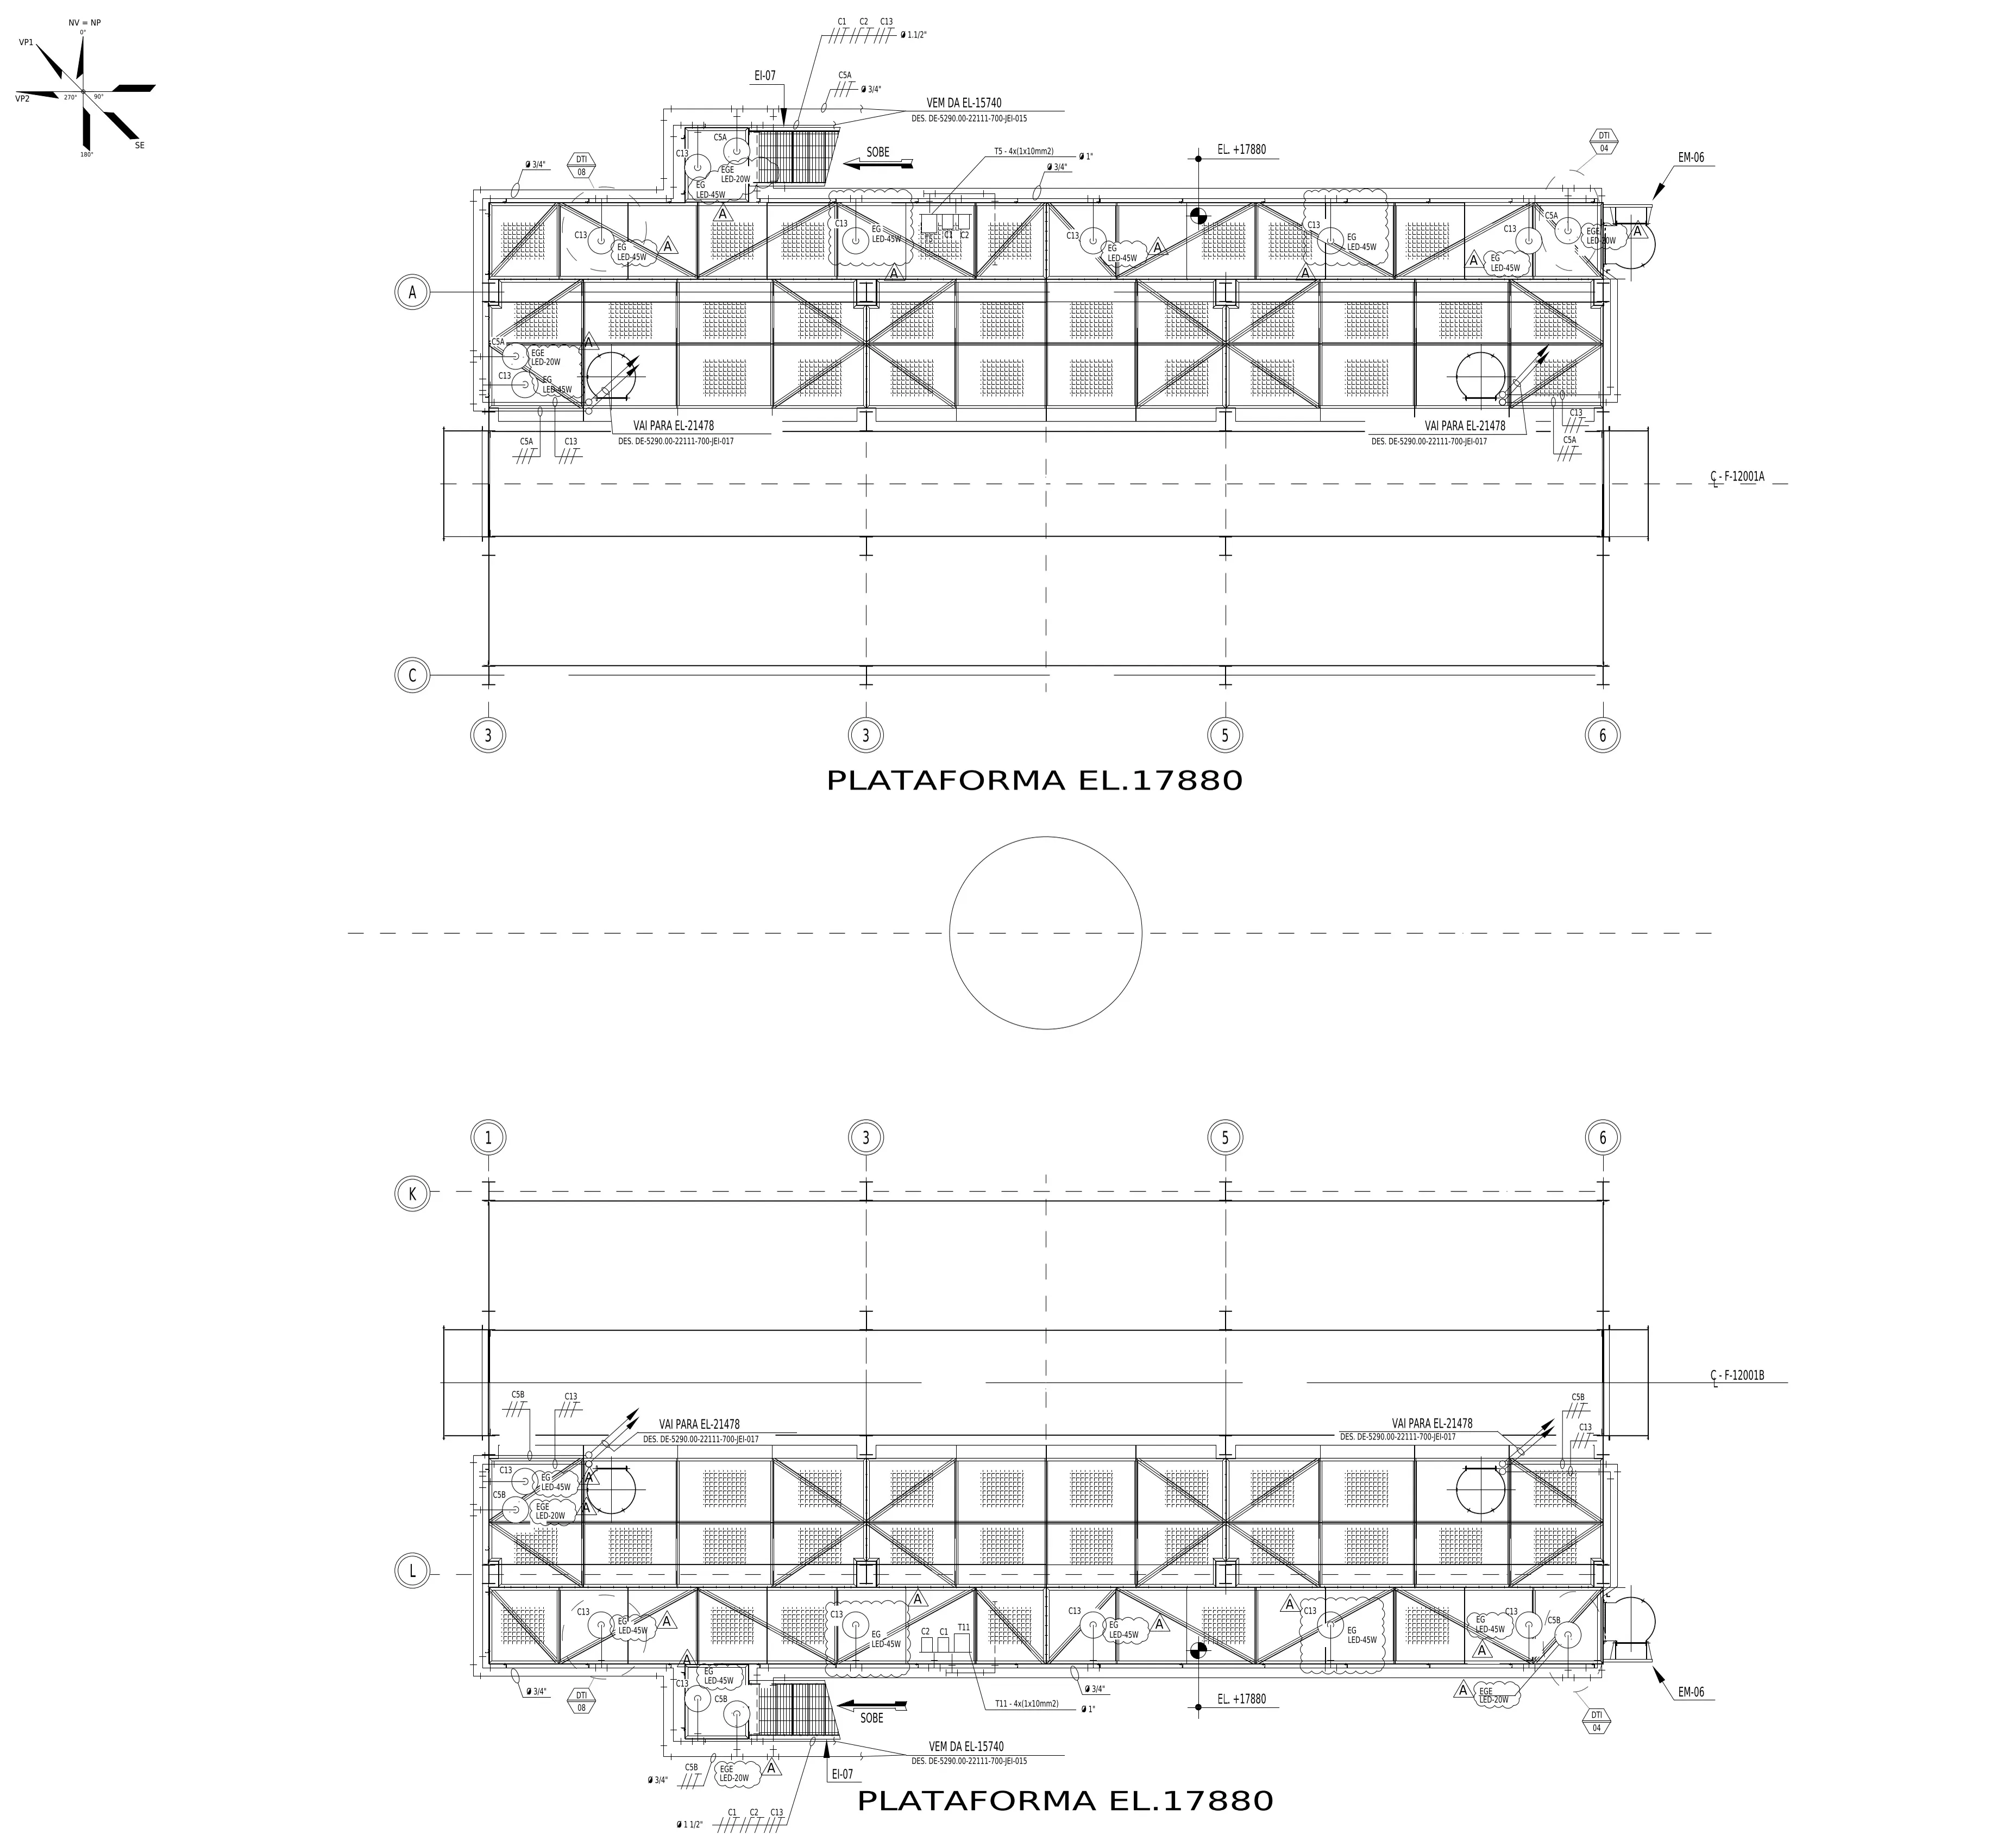 NV = NP
0°
VP1
VP2
270°
90°
180°
SE
C1 C2 C13
Ø 1.1/2"
C5A
Ø 3/4"
EI-07
VEM DA EL-15740
DES. DE-5290.00-22111-700-JEI-015
SOBE
T5 - 4x(1x10mm2)
Ø 1"
Ø 3/4"
EL. +17880
DTI
04
EM-06
Ø 3/4"
DTI
08
C13
C5A
EGE
LED-20W
EG
LED-45W
A
C13
EG
LED-45W
A
C13
EG
LED-45W
A
C1
C2
C13
EG
LED-45W
A
C13
EG
LED-45W
A
C13
EG
LED-45W
A
C5A
EGE
LED-20W
A
A
C5A
EGE
LED-20W
A
C13
EG
LED-45W
VAI PARA EL-21478
DES. DE-5290.00-22111-700-JEI-017
C5A
C13
VAI PARA EL-21478
DES. DE-5290.00-22111-700-JEI-017
C13
C5A
C - F-12001A
L
C
3
3
5
6
PLATAFORMA EL.17880
1
3
5
6
K
C - F-12001B
L
C5B
C13
VAI PARA EL-21478
DES. DE-5290.00-22111-700-JEI-017
VAI PARA EL-21478
DES. DE-5290.00-22111-700-JEI-017
C5B
C13
C13
EG
LED-45W
A
C5B
EGE
LED-20W
A
L
C13
EG
LED-45W
A
C13
EG
LED-45W
A
C2
C1
T11
C13
EG
LED-45W
A
C13
EG
LED-45W
A
C13
EG
LED-45W
A
C5B
EGE
LED-20W
A
A
EG
LED-45W
C13
C5B
Ø 3/4"
DTI
08
SOBE
T11 - 4x(1x10mm2)
Ø 1"
Ø 3/4"
EL. +17880
EM-06
DTI
04
VEM DA EL-15740
DES. DE-5290.00-22111-700-JEI-015
EI-07
C5B
Ø 3/4"
EGE
LED-20W
A
C1 C2 C13
Ø 1 1/2"
PLATAFORMA EL.17880